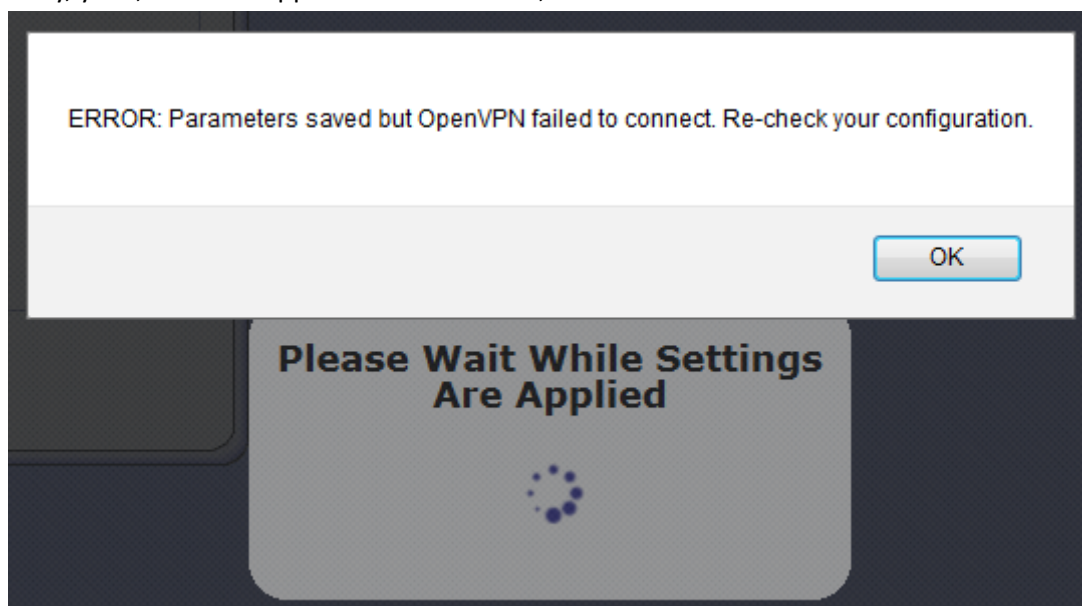 ERROR: Parameters saved but OpenVPN failed to connect. Re-check your configuration.
OK
Please Wait While Settings
Are Applied